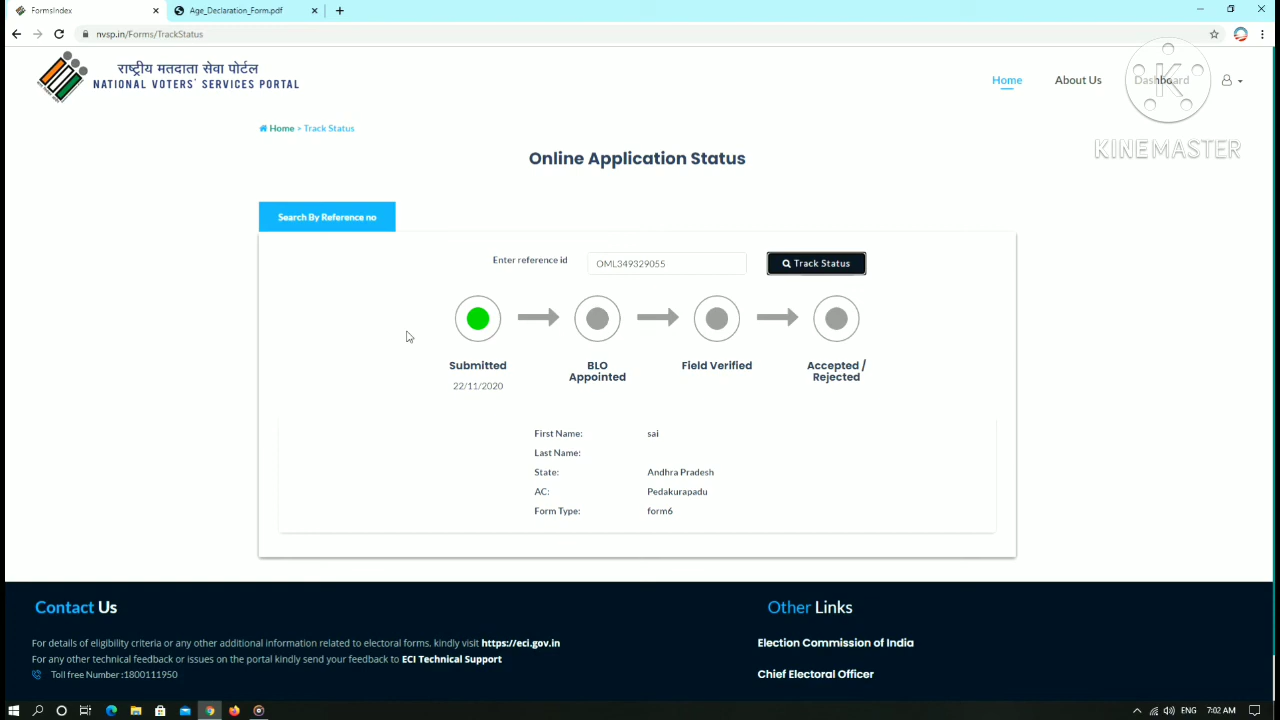 FormsIndex
Age_Declaration_Form.pdf
nvsp.in/Forms/TrackStatus
राष्ट्रीय मतदाता सेवा पोर्टल
NATIONAL VOTERS' SERVICES PORTAL
Home
About Us
Dashboard
K
KINEMASTER
Home > Track Status
Online Application Status
Search By Reference no
Enter reference id
OML349329055
Track Status
Submitted
22/11/2020
BLO
Appointed
Field Verified
Accepted /
Rejected
First Name: sai
Last Name:
State: Andhra Pradesh
AC: Pedakurapadu
Form Type: form6
Contact Us
For details of eligibility criteria or any other additional information related to electoral forms, kindly visit https://eci.gov.in
For any other technical feedback or issues on the portal kindly send your feedback to ECI Technical Support
Toll free Number :1800111950
Other Links
Election Commission of India
Chief Electoral Officer
ENG
7:02 AM